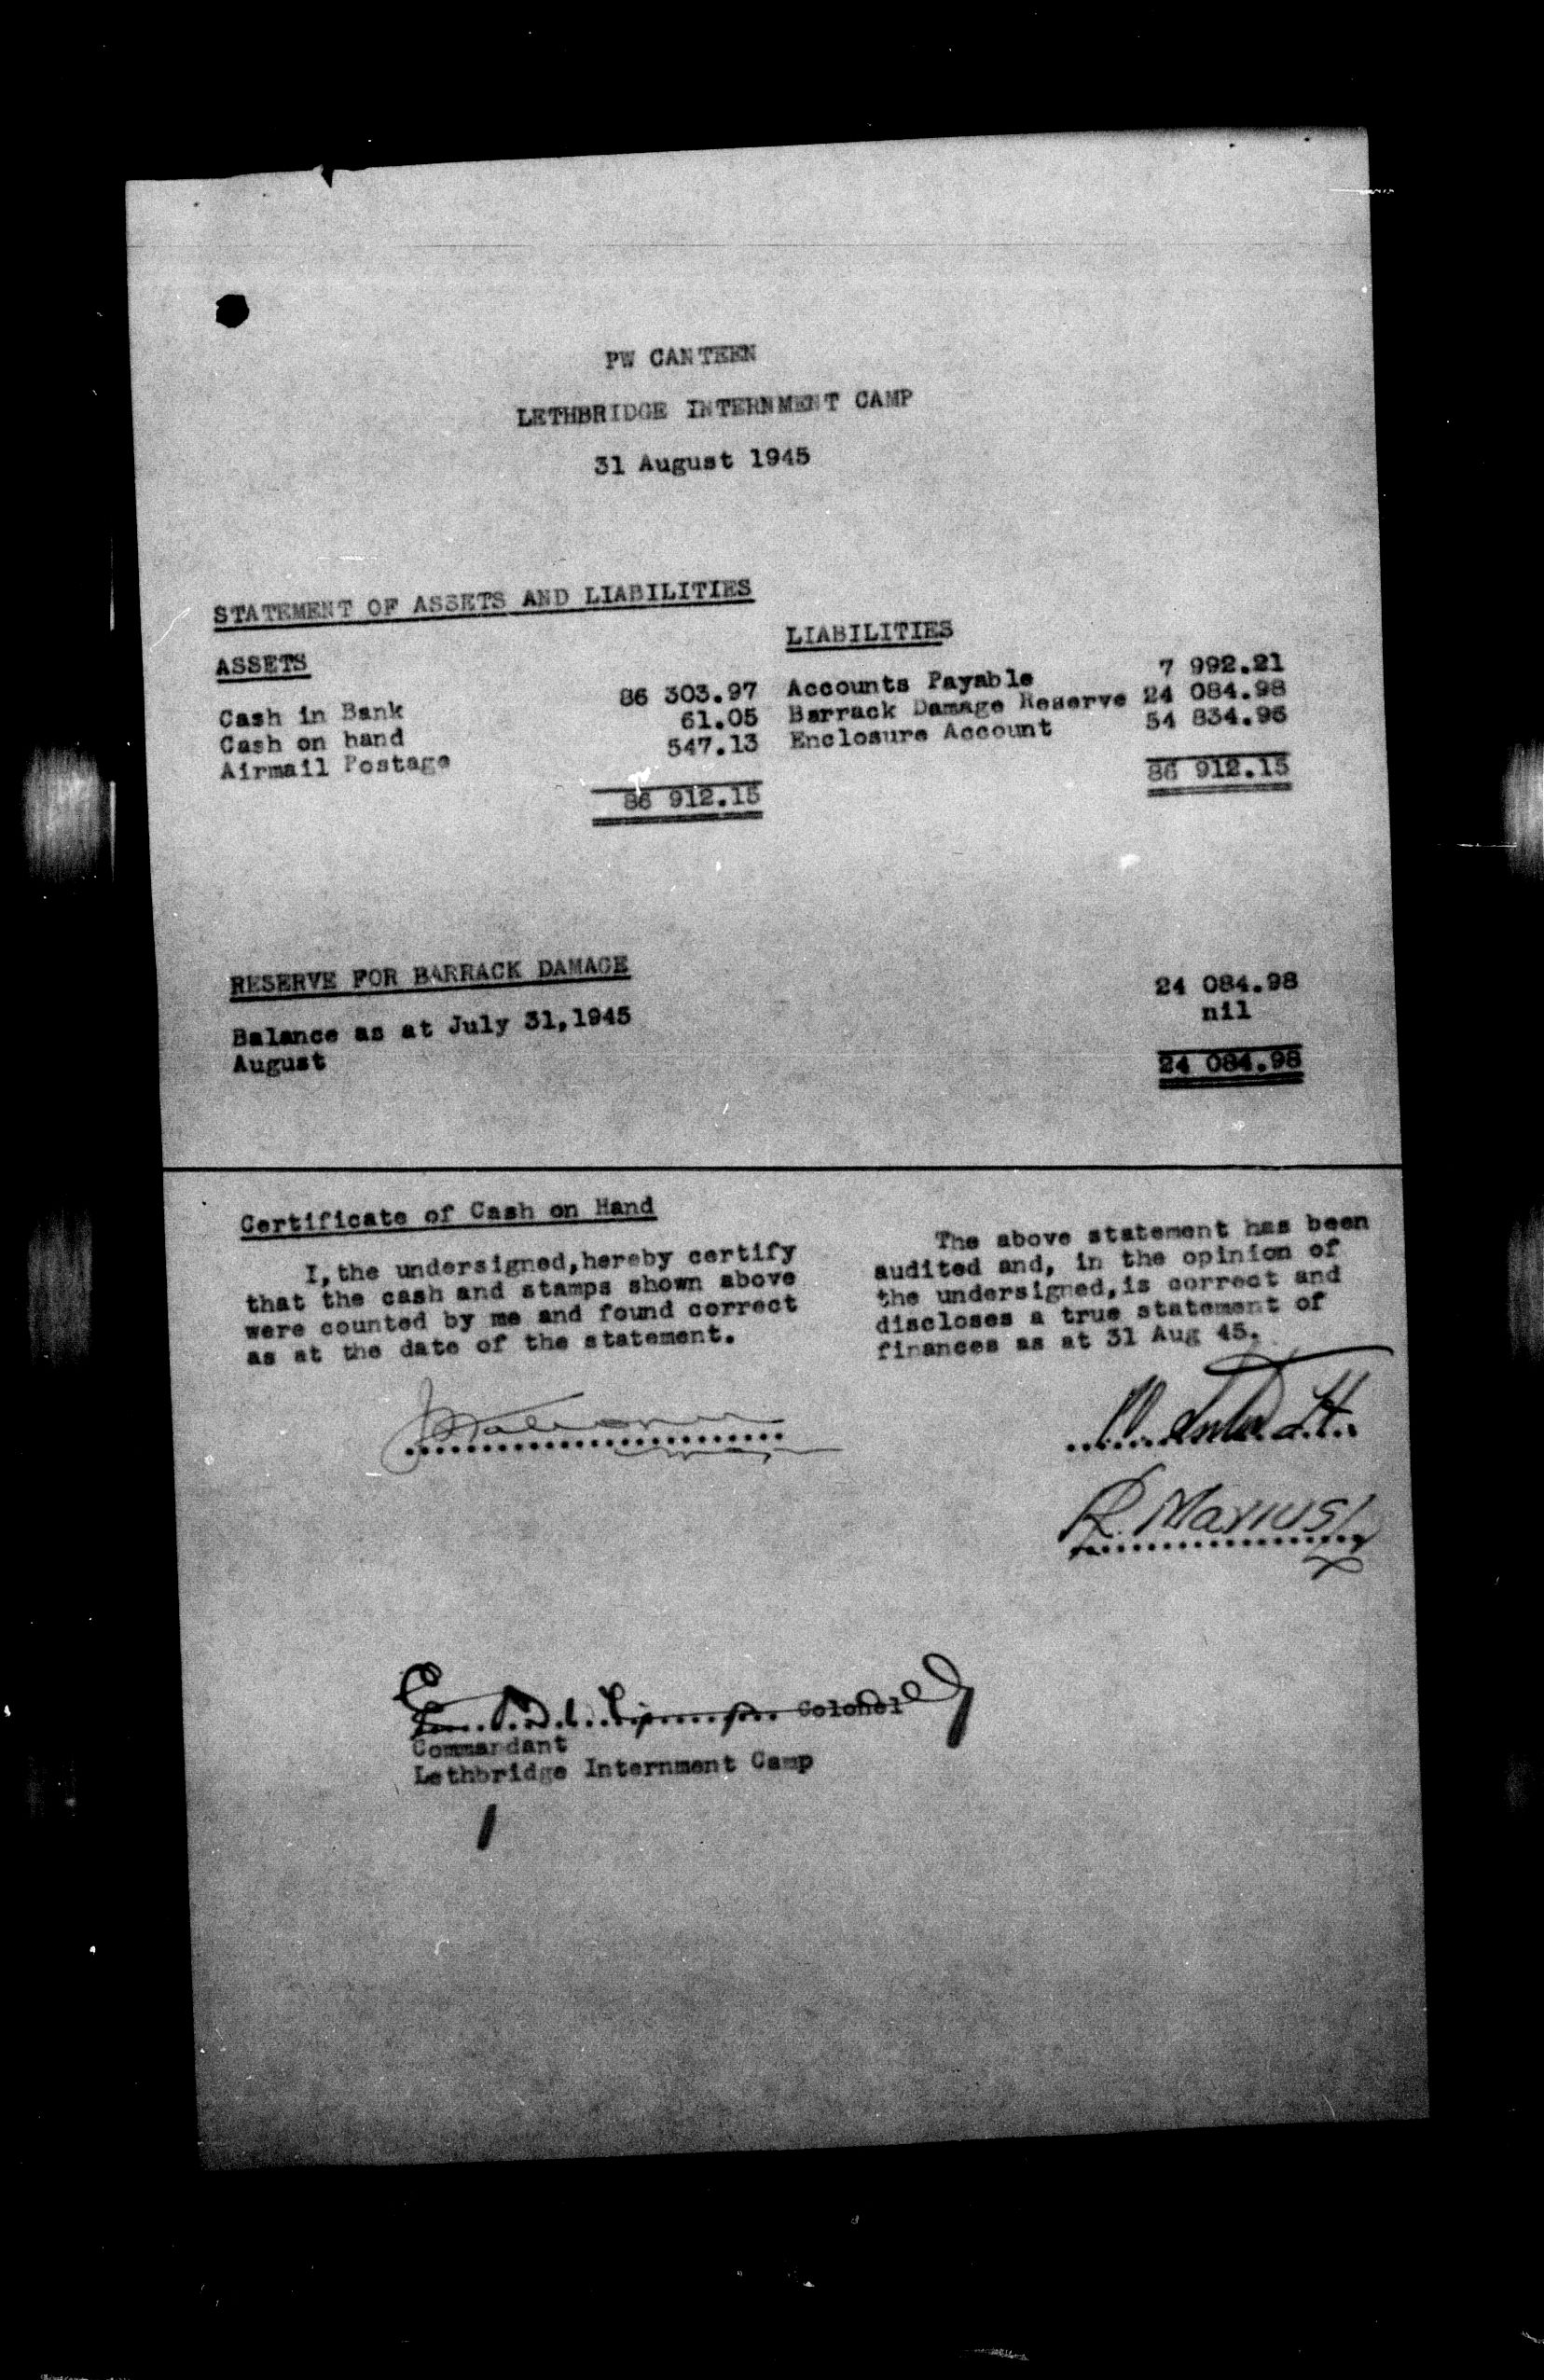 PW CANTEEN
LETHBRIDGE INTERNMENT CAMP
31 August 1945
STATEMENT OF ASSETS AND LIABILITIES
ASSETS
Cash in Bank 86 303.97
Cash on hand 61.05
Airmail Postage 547.13
86 912.15
LIABILITIES
Accounts Payable 7 992.21
Barrack Damage Reserve 24 084.98
Enclosure Account 54 834.96
86 912.15
RESERVE FOR BARRACK DAMAGE
Balance as at July 31,1945 24 084.98
August nil
24 084.98
Certificate of Cash on Hand
I,the undersigned,hereby certify
that the cash and stamps shown above
were counted by me and found correct
as at the date of the statement.
The above statement has been
audited and, in the opinion of
the undersigned,is correct and
discloses a true statement of
finances as at 31 Aug 45.
R. Marius
Colonel
Commandant
Lethbridge Internment Camp